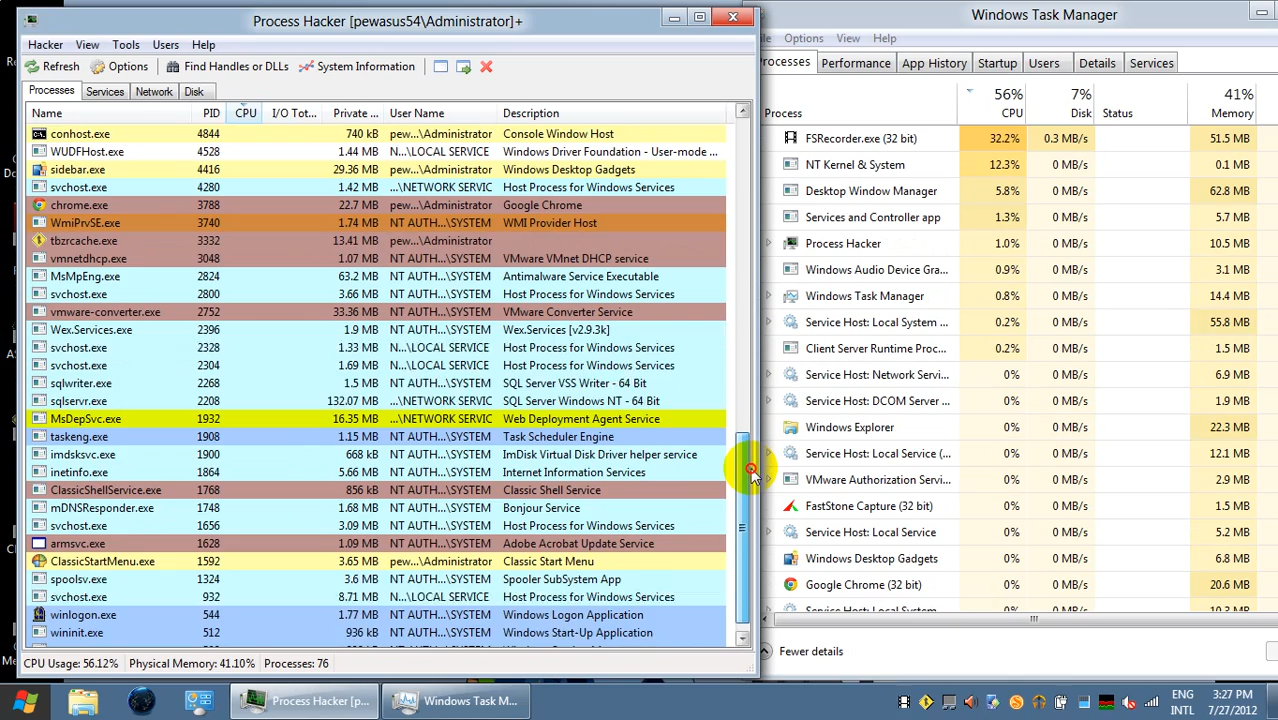 Process Hacker [pewasus54\Administrator]+
Hacker View Tools Users Help
Refresh Options Find Handles or DLLs System Information
Processes Services Network Disk
Name PID CPU I/O Tot... Private ... User Name Description
conhost.exe 4844 740 kB pew...\Administrator Console Window Host
WUDFHost.exe 4528 1.44 MB N...\LOCAL SERVICE Windows Driver Foundation - User-mode ...
sidebar.exe 4416 29.36 MB pew...\Administrator Windows Desktop Gadgets
svchost.exe 4280 1.42 MB ...\NETWORK SERVIC Host Process for Windows Services
chrome.exe 3788 22.7 MB pew...\Administrator Google Chrome
WmiPrvSE.exe 3740 1.74 MB NT AUTH...\SYSTEM WMI Provider Host
tbzrcache.exe 3332 13.41 MB pew...\Administrator
vmnetdhcp.exe 3048 1.07 MB NT AUTH...\SYSTEM VMware VMnet DHCP service
MsMpEng.exe 2824 63.2 MB NT AUTH...\SYSTEM Antimalware Service Executable
svchost.exe 2800 3.66 MB NT AUTH...\SYSTEM Host Process for Windows Services
vmware-converter.exe 2752 33.36 MB NT AUTH...\SYSTEM VMware Converter Service
Wex.Services.exe 2396 1.9 MB NT AUTH...\SYSTEM Wex.Services [v2.9.3k]
svchost.exe 2328 1.33 MB N...\LOCAL SERVICE Host Process for Windows Services
svchost.exe 2304 1.69 MB N...\LOCAL SERVICE Host Process for Windows Services
sqlwriter.exe 2268 1.5 MB NT AUTH...\SYSTEM SQL Server VSS Writer - 64 Bit
sqlservr.exe 2208 132.07 MB NT AUTH...\SYSTEM SQL Server Windows NT - 64 Bit
MsDepSvc.exe 1932 16.35 MB ...\NETWORK SERVIC Web Deployment Agent Service
taskeng.exe 1908 1.15 MB NT AUTH...\SYSTEM Task Scheduler Engine
imdsksvc.exe 1900 668 kB NT AUTH...\SYSTEM ImDisk Virtual Disk Driver helper service
inetinfo.exe 1864 5.66 MB NT AUTH...\SYSTEM Internet Information Services
ClassicShellService.exe 1768 856 kB NT AUTH...\SYSTEM Classic Shell Service
mDNSResponder.exe 1748 2.08 MB NT AUTH...\SYSTEM Bonjour Service
svchost.exe 1656 3.09 MB NT AUTH...\SYSTEM Host Process for Windows Services
armsvc.exe 1628 1.09 MB NT AUTH...\SYSTEM Adobe Acrobat Update Service
ClassicStartMenu.exe 1592 3.65 MB pew...\Administrator Classic Start Menu
spoolsv.exe 1324 3.6 MB NT AUTH...\SYSTEM Spooler SubSystem App
svchost.exe 932 8.71 MB N...\LOCAL SERVICE Host Process for Windows Services
winlogon.exe 544 1.77 MB NT AUTH...\SYSTEM Windows Logon Application
wininit.exe 512 936 kB NT AUTH...\SYSTEM Windows Start-Up Application
CPU Usage: 56.12% Physical Memory: 41.10% Processes: 76
Windows Task Manager
Options View Help
Processes Performance App History Startup Users Details Services
56% 7% 41%
Process CPU Disk Status Memory
FSRecorder.exe (32 bit) 32.2% 0.3 MB/s 51.5 MB
NT Kernel & System 12.3% 0 MB/s 0.1 MB
Desktop Window Manager 5.8% 0 MB/s 62.8 MB
Services and Controller app 1.3% 0 MB/s 5.7 MB
Process Hacker 1.0% 0 MB/s 10.5 MB
Windows Audio Device Gra... 0.9% 0 MB/s 3.1 MB
Windows Task Manager 0.8% 0 MB/s 14.4 MB
Service Host: Local System ... 0.2% 0 MB/s 55.8 MB
Client Server Runtime Proc... 0.2% 0 MB/s 1.5 MB
Service Host: Network Servi... 0% 0 MB/s 1.9 MB
Service Host: DCOM Server ... 0% 0 MB/s 1.9 MB
Windows Explorer 0% 0 MB/s 22.3 MB
Service Host: Local Service (... 0% 0 MB/s 12.1 MB
VMware Authorization Servi... 0% 0 MB/s 2.9 MB
FastStone Capture (32 bit) 0% 0 MB/s 1.5 MB
Service Host: Local Service 0% 0 MB/s 5.2 MB
Windows Desktop Gadgets 0% 0 MB/s 6.8 MB
Google Chrome (32 bit) 0% 0 MB/s 20.6 MB
Service Host: Local System 0% 0 MB/s 10.3 MB
Fewer details
Process Hacker [p... Windows Task M... ENG 3:27 PM
INTL 7/27/2012